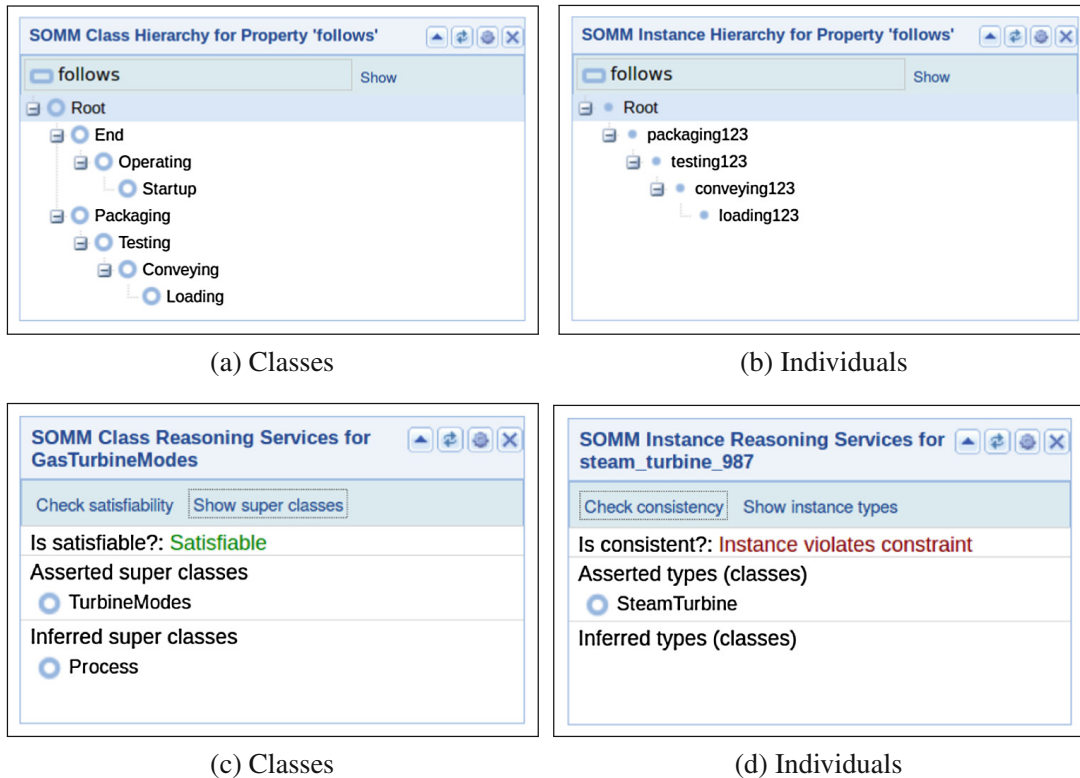 SOMM Class Hierarchy for Property 'follows'
follows
Show
Root
End
Operating
Startup
Packaging
Testing
Conveying
Loading
(a) Classes
SOMM Instance Hierarchy for Property 'follows'
follows
Show
Root
packaging123
testing123
conveying123
loading123
(b) Individuals
SOMM Class Reasoning Services for
GasTurbineModes
Check satisfiability Show super classes
Is satisfiable?: Satisfiable
Asserted super classes
TurbineModes
Inferred super classes
Process
(c) Classes
SOMM Instance Reasoning Services for
steam_turbine_987
Check consistency Show instance types
Is consistent?: Instance violates constraint
Asserted types (classes)
SteamTurbine
Inferred types (classes)
(d) Individuals